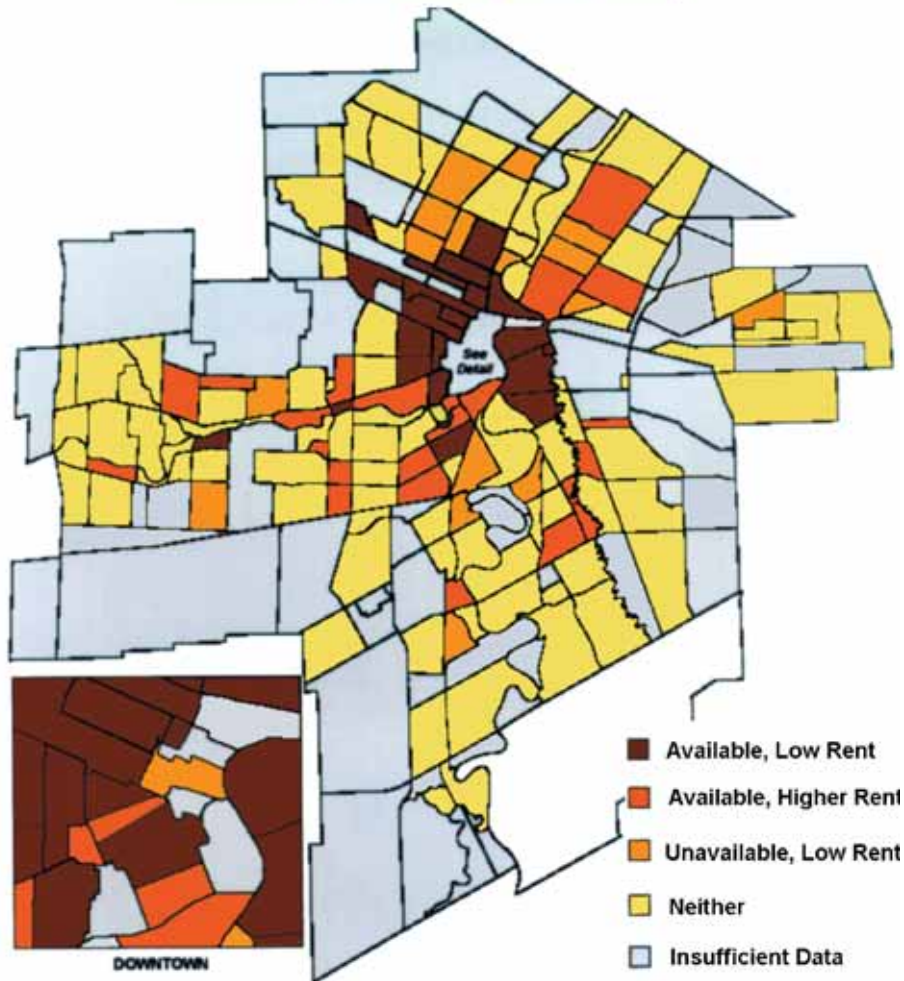 See
Detail
Available, Low Rent
Available, Higher Rent
Unavailable, Low Rent
Neither
Insufficient Data
DOWNTOWN